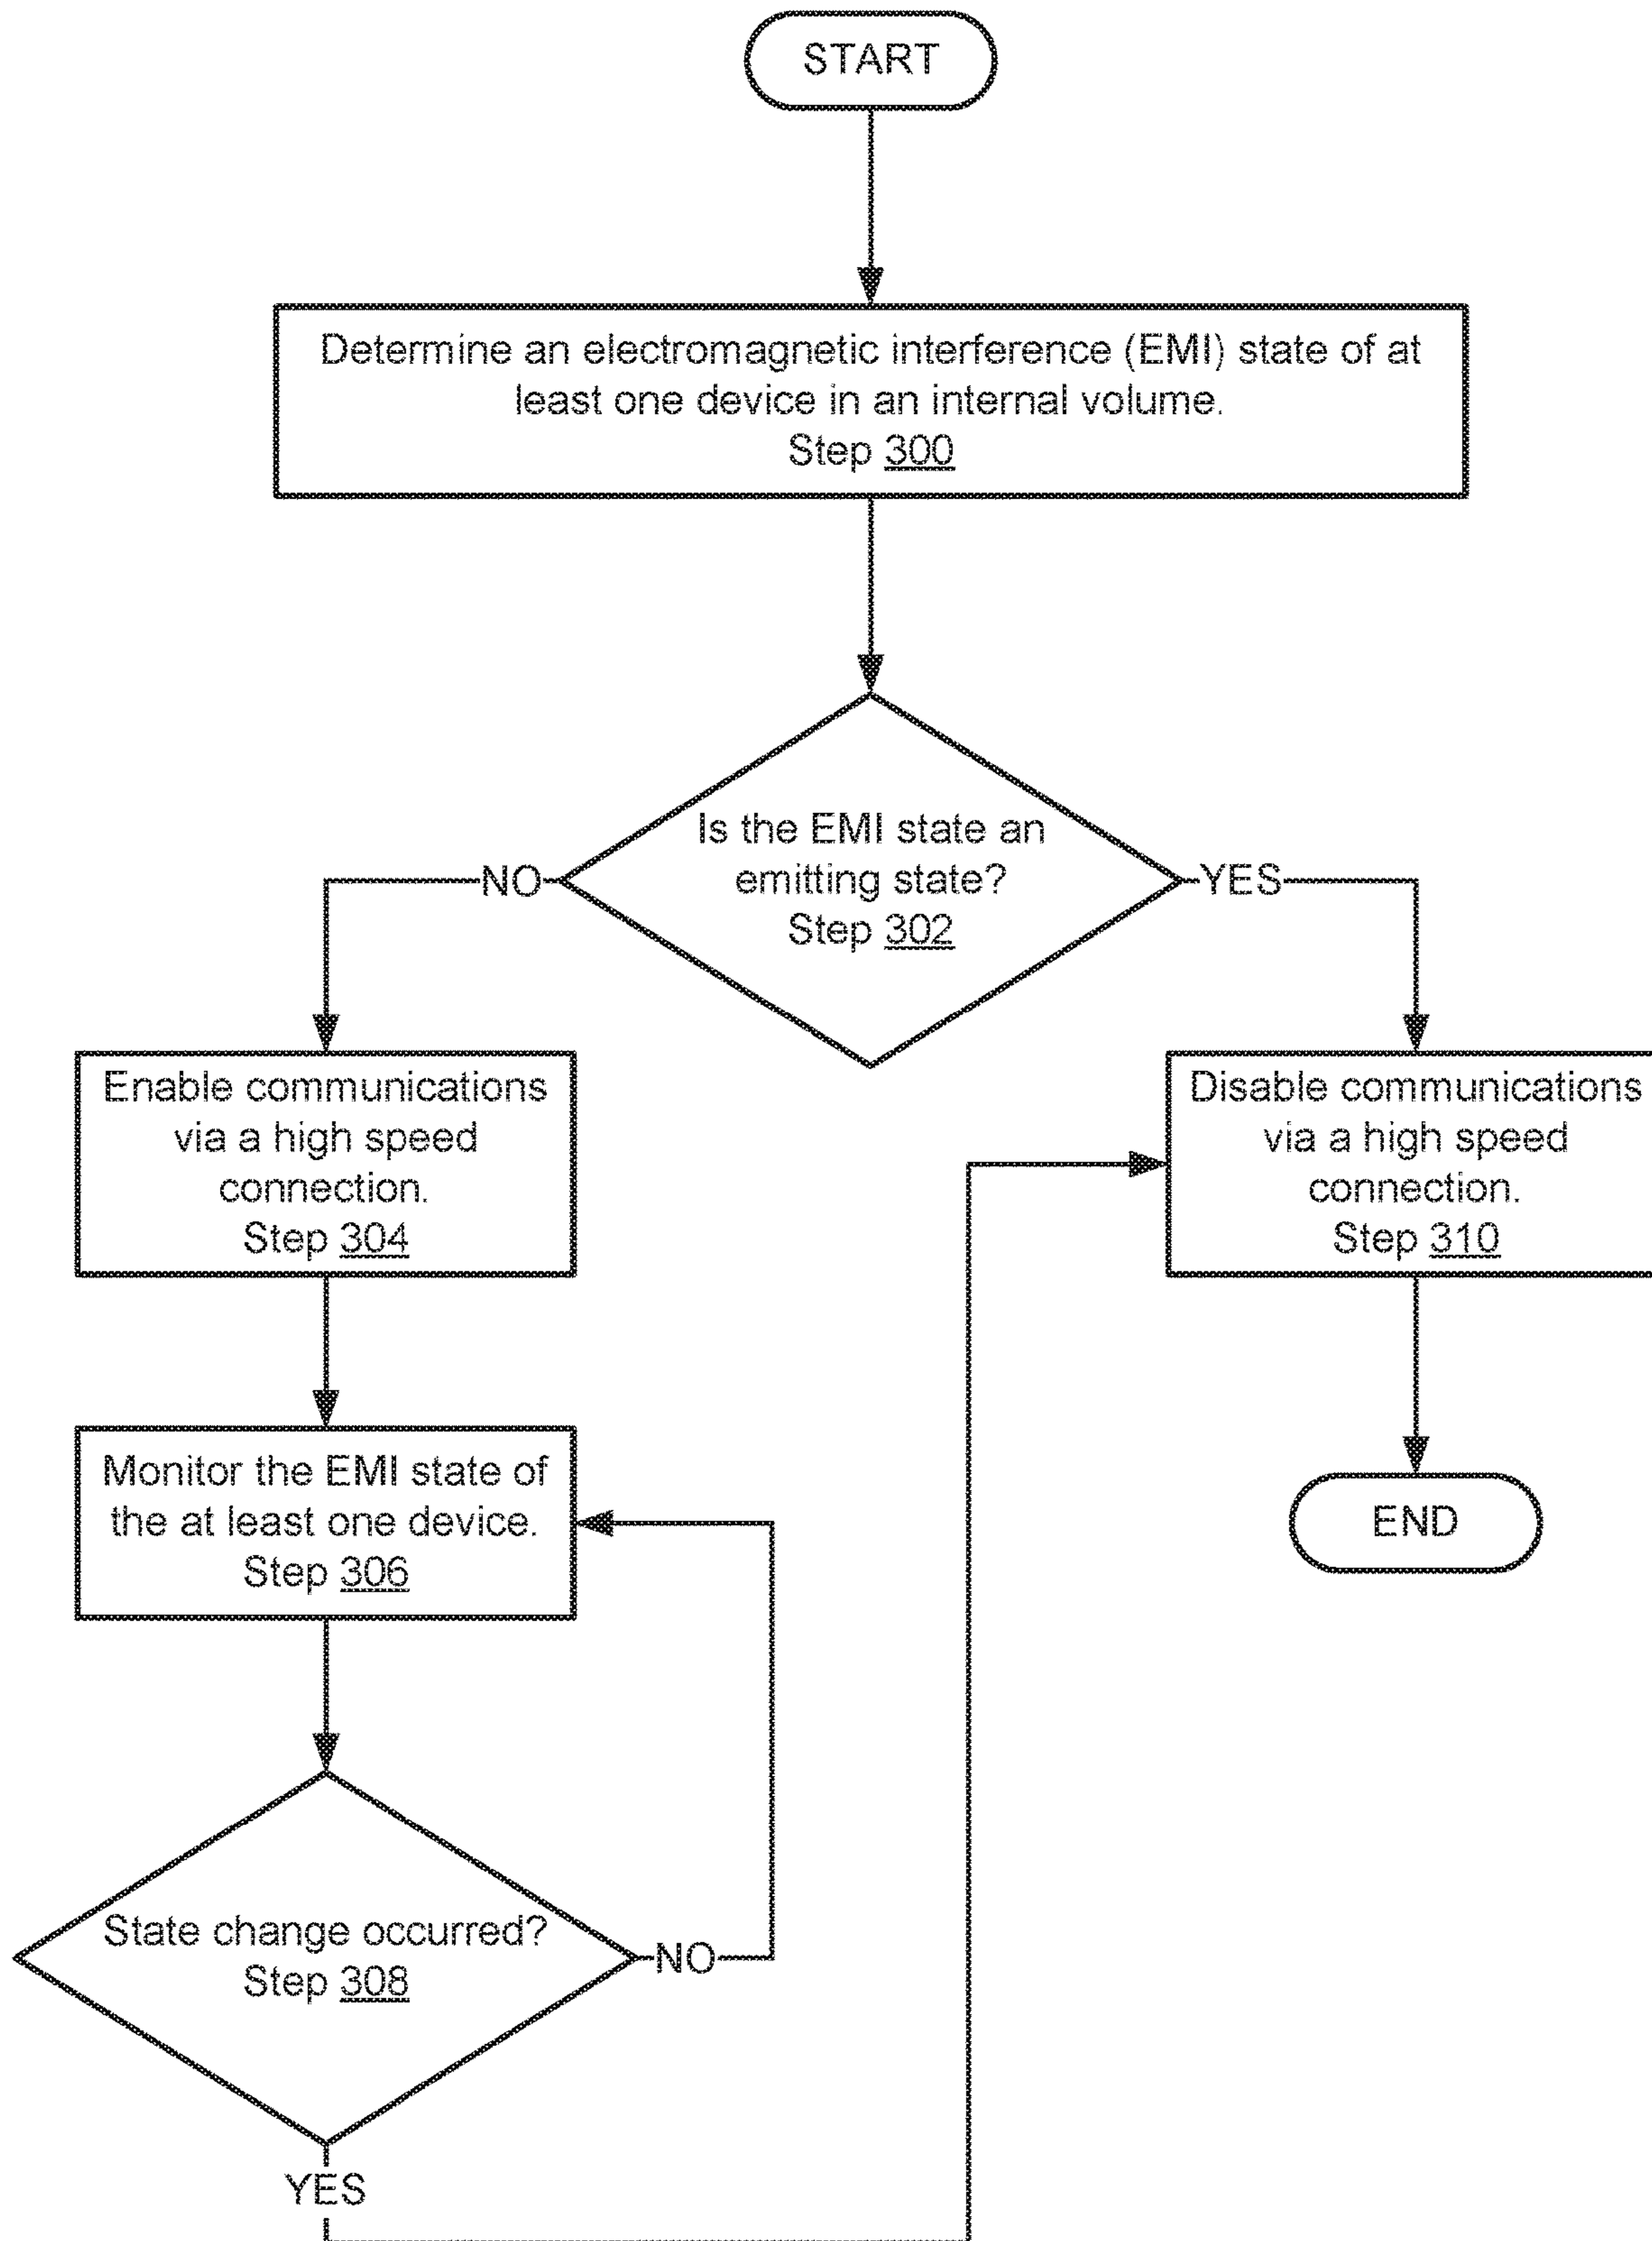 START
Determine an electromagnetic interference (EMI) state of at
least one device in an internal volume.
Step 300
Is the EMI state an
emitting state?
Step 302
NO
YES
Enable communications
via a high speed
connection.
Step 304
Disable communications
via a high speed
connection.
Step 310
Monitor the EMI state of
the at least one device.
Step 306
END
State change occurred?
Step 308
NO
YES